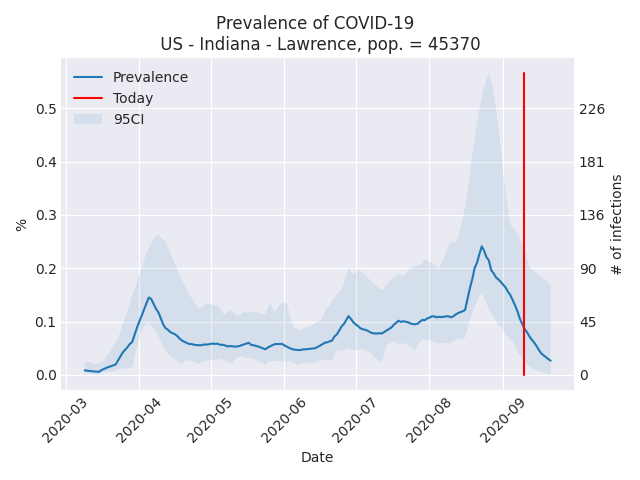 Prevalence of COVID-19
US - Indiana - Lawrence, pop. = 45370
Prevalence
Today
95CI
%
0.5
0.4
0.3
0.2
0.1
0.0
226
181
136
90
45
0
# of infections
2020-03
2020-04
2020-05
2020-06
2020-07
2020-08
2020-09
Date